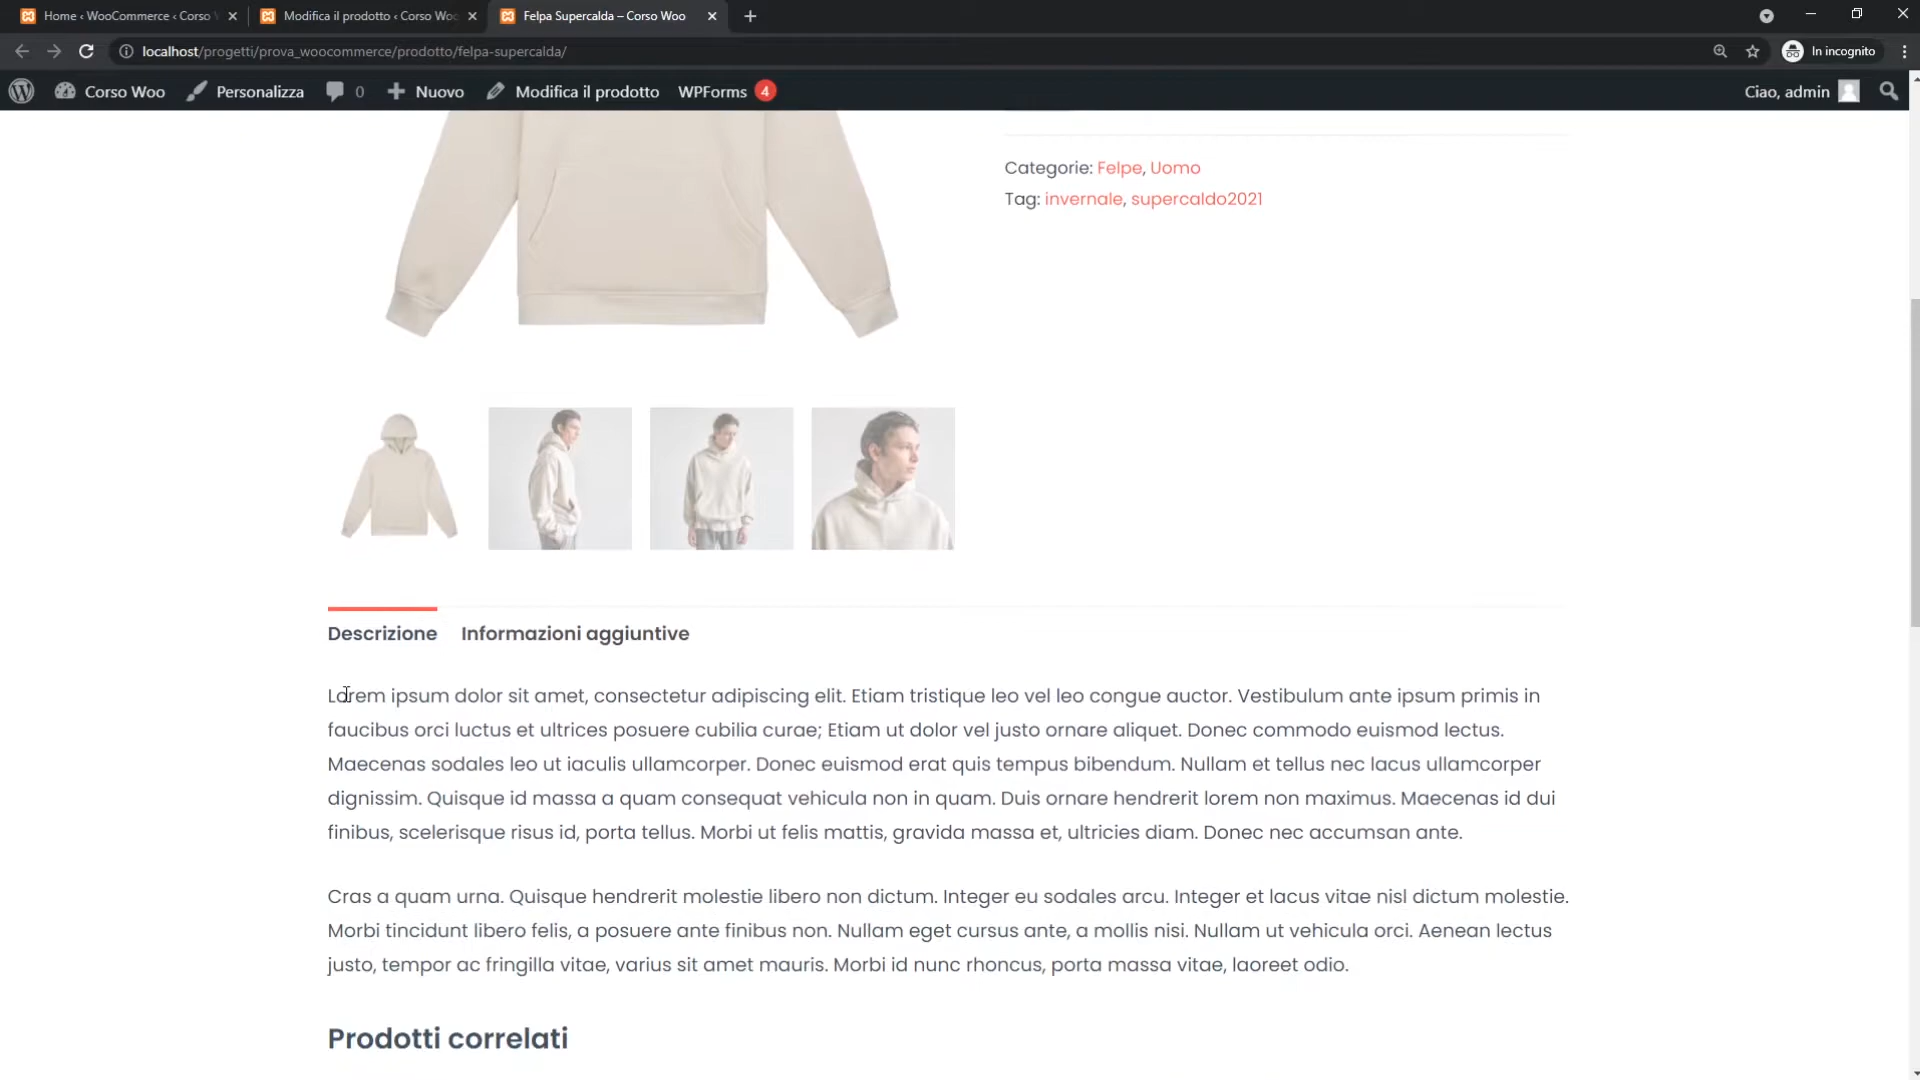 Home ‹ WooCommerce ‹ Corso
Modifica il prodotto ‹ Corso Woo
Felpa Supercalda – Corso Woo
localhost/progetti/prova_woocommerce/prodotto/felpa-supercalda/
In incognito
Corso Woo
Personalizza
0
Nuovo
Modifica il prodotto
WPForms 4
Ciao, admin
Categorie: Felpe, Uomo
Tag: invernale, supercaldo2021
Descrizione
Informazioni aggiuntive
Lorem ipsum dolor sit amet, consectetur adipiscing elit. Etiam tristique leo vel leo congue auctor. Vestibulum ante ipsum primis in
faucibus orci luctus et ultrices posuere cubilia curae; Etiam ut dolor vel justo ornare aliquet. Donec commodo euismod lectus.
Maecenas sodales leo ut iaculis ullamcorper. Donec euismod erat quis tempus bibendum. Nullam et tellus nec lacus ullamcorper
dignissim. Quisque id massa a quam consequat vehicula non in quam. Duis ornare hendrerit lorem non maximus. Maecenas id dui
finibus, scelerisque risus id, porta tellus. Morbi ut felis mattis, gravida massa et, ultricies diam. Donec nec accumsan ante.
Cras a quam urna. Quisque hendrerit molestie libero non dictum. Integer eu sodales arcu. Integer et lacus vitae nisl dictum molestie.
Morbi tincidunt libero felis, a posuere ante finibus non. Nullam eget cursus ante, a mollis nisi. Nullam ut vehicula orci. Aenean lectus
justo, tempor ac fringilla vitae, varius sit amet mauris. Morbi id nunc rhoncus, porta massa vitae, laoreet odio.
Prodotti correlati